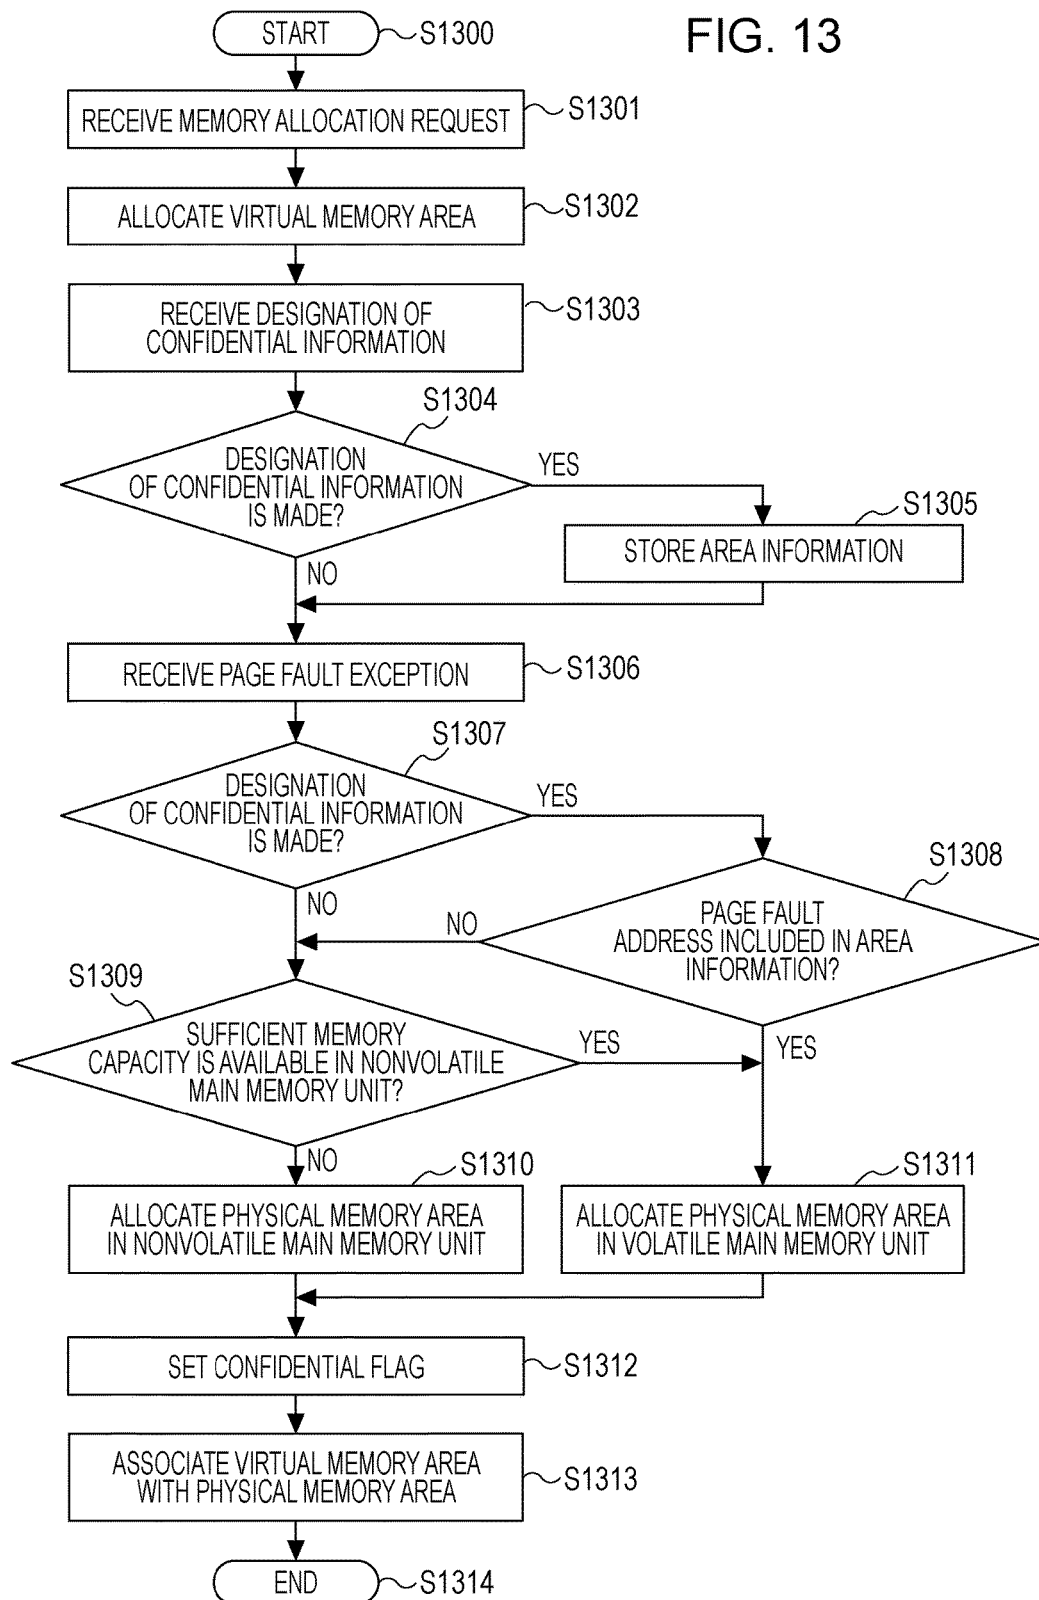 FIG. 13
START
S1300
RECEIVE MEMORY ALLOCATION REQUEST
S1301
ALLOCATE VIRTUAL MEMORY AREA
S1302
RECEIVE DESIGNATION OF
CONFIDENTIAL INFORMATION
S1303
S1304
DESIGNATION
OF CONFIDENTIAL INFORMATION
IS MADE?
YES
NO
S1305
STORE AREA INFORMATION
RECEIVE PAGE FAULT EXCEPTION
S1306
S1307
DESIGNATION
OF CONFIDENTIAL INFORMATION
IS MADE?
YES
NO
S1308
PAGE FAULT
ADDRESS INCLUDED IN AREA
INFORMATION?
NO
YES
S1309
SUFFICIENT MEMORY
CAPACITY IS AVAILABLE IN NONVOLATILE
MAIN MEMORY UNIT?
YES
NO
S1310
ALLOCATE PHYSICAL MEMORY AREA
IN NONVOLATILE MAIN MEMORY UNIT
S1311
ALLOCATE PHYSICAL MEMORY AREA
IN VOLATILE MAIN MEMORY UNIT
SET CONFIDENTIAL FLAG
S1312
ASSOCIATE VIRTUAL MEMORY AREA
WITH PHYSICAL MEMORY AREA
S1313
END
S1314